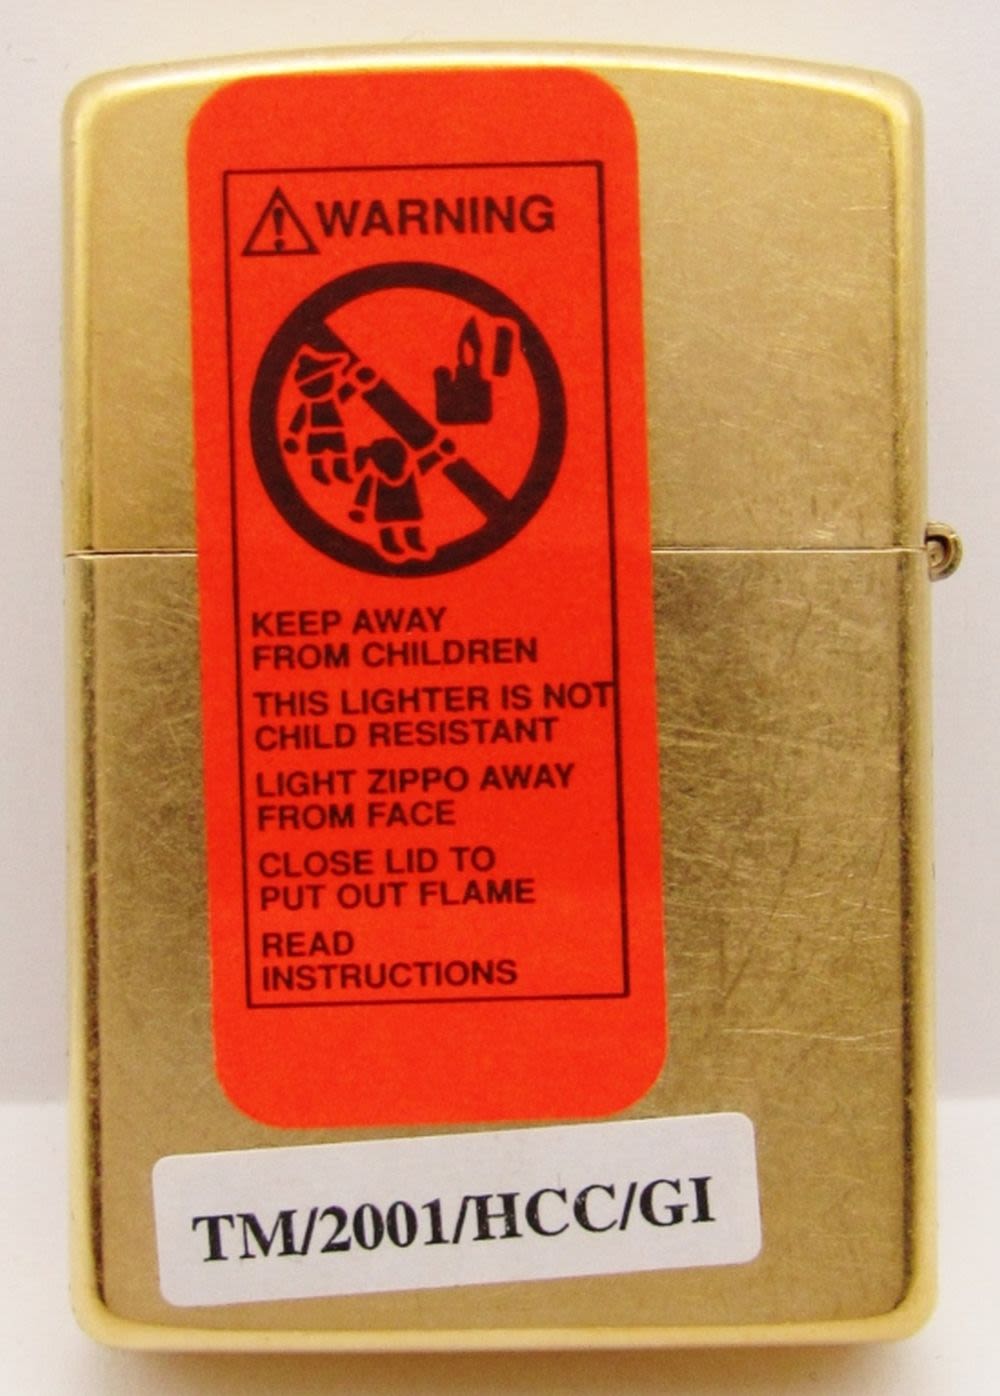 WARNING
KEEP AWAY
FROM CHILDREN
THIS LIGHTER IS NOT
CHILD RESISTANT
LIGHT ZIPPO AWAY
FROM FACE
CLOSE LID TO
PUT OUT FLAME
READ
INSTRUCTIONS
TM/2001/HCC/GI